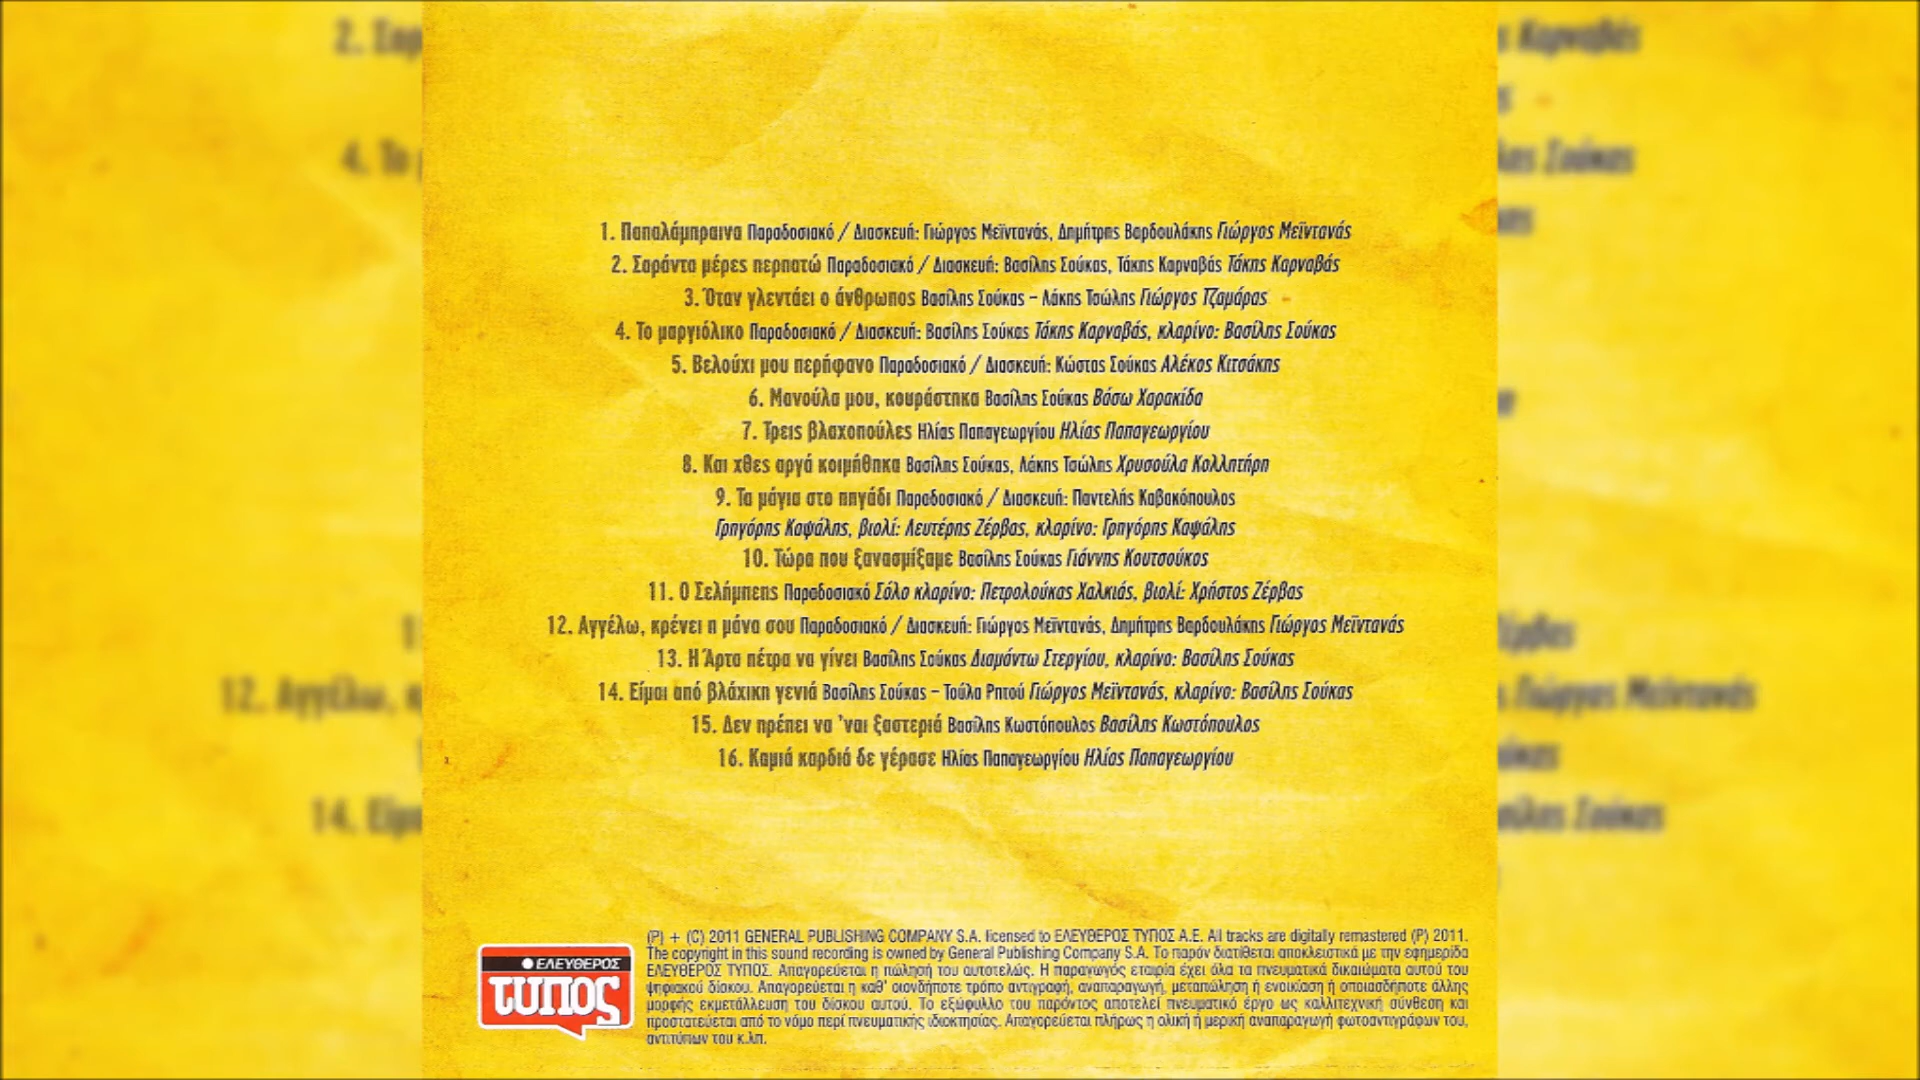 1. Παπαλάμπραινα Παραδοσιακό / Διασκευή: Γιώργος Μεϊντανάς, Δημήτρης Βαρδουλάκης Γιώργος Μεϊντανάς
2. Σαράντα μέρες περπατώ Παραδοσιακό / Διασκευή: Βασίλης Σούκας, Τάκης Καρναβάς Τάκης Καρναβάς
3. Όταν γλεντάει ο άνθρωπος Βασίλης Σούκας – Λάκης Τσώλης Γιώργος Τζαμάρας
4. Το μαργιόλικο Παραδοσιακό / Διασκευή: Βασίλης Σούκας Τάκης Καρναβάς, κλαρίνο: Βασίλης Σούκας
5. Βελούχι μου περήφανο Παραδοσιακό / Διασκευή: Κώστας Σούκας Αλέκος Κιτσάκης
6. Μανούλα μου, κουράστηκα Βασίλης Σούκας Βάσω Χαρακίδα
7. Τρεις βλαχοπούλες Ηλίας Παπαγεωργίου Ηλίας Παπαγεωργίου
8. Και χθες αργά κοιμήθηκα Βασίλης Σούκας, Λάκης Τσώλης Χρυσούλα Κολλητήρη
9. Τα μάγια στο πηγάδι Παραδοσιακό / Διασκευή: Παντελής Καβακόπουλος
Γρηγόρης Καψάλης, βιολί: Λευτέρης Ζέρβας, κλαρίνο: Γρηγόρης Καψάλης
10. Τώρα που ξανασμίξαμε Βασίλης Σούκας Γιάννης Κουτσούκος
11. Ο Σελήμπεης Παραδοσιακό Σόλο κλαρίνο: Πετρολούκας Χαλκιάς, βιολί: Χρήστος Ζέρβας
12. Αγγέλω, κρένει η μάνα σου Παραδοσιακό / Διασκευή: Γιώργος Μεϊντανάς, Δημήτρης Βαρδουλάκης Γιώργος Μεϊντανάς
13. Η Άρτα πέτρα να γίνει Βασίλης Σούκας Διαμάντω Στεργίου, κλαρίνο: Βασίλης Σούκας
14. Είμαι από βλάχικη γενιά Βασίλης Σούκας – Τούλα Ρητού Γιώργος Μεϊντανάς, κλαρίνο: Βασίλης Σούκας
15. Δεν πρέπει να 'ναι ξαστεριά Βασίλης Κωστόπουλος Βασίλης Κωστόπουλος
16. Καμιά καρδιά δε γέρασε Ηλίας Παπαγεωργίου Ηλίας Παπαγεωργίου
ΕΛΕΥΘΕΡΟΣ
τυπος
(P) + (C) 2011 GENERAL PUBLISHING COMPANY S.A. licensed to ΕΛΕΥΘΕΡΟΣ ΤΥΠΟΣ Α.Ε. All tracks are digitally remastered (P) 2011.
The copyright in this sound recording is owned by General Publishing Company S.A. Το παρόν διατίθεται αποκλειστικά με την εφημερίδα
ΕΛΕΥΘΕΡΟΣ ΤΥΠΟΣ. Απαγορεύεται η πώλησή του αυτοτελώς. Η παραγωγός εταιρία έχει όλα τα πνευματικά δικαιώματα αυτού του
ψηφιακού δίσκου. Απαγορεύεται η καθ' οιονδήποτε τρόπο αντιγραφή, αναπαραγωγή, μεταπώληση ή ενοικίαση ή οποιασδήποτε άλλης
μορφής εκμετάλλευση του δίσκου αυτού. Το εξώφυλλο του παρόντος αποτελεί πνευματικό έργο ως καλλιτεχνική σύνθεση και
προστατεύεται από το νόμο περί πνευματικής ιδιοκτησίας. Απαγορεύεται πλήρως η ολική ή μερική αναπαραγωγή φωτοαντιγράφων του,
αντιτύπων του κ.λπ.